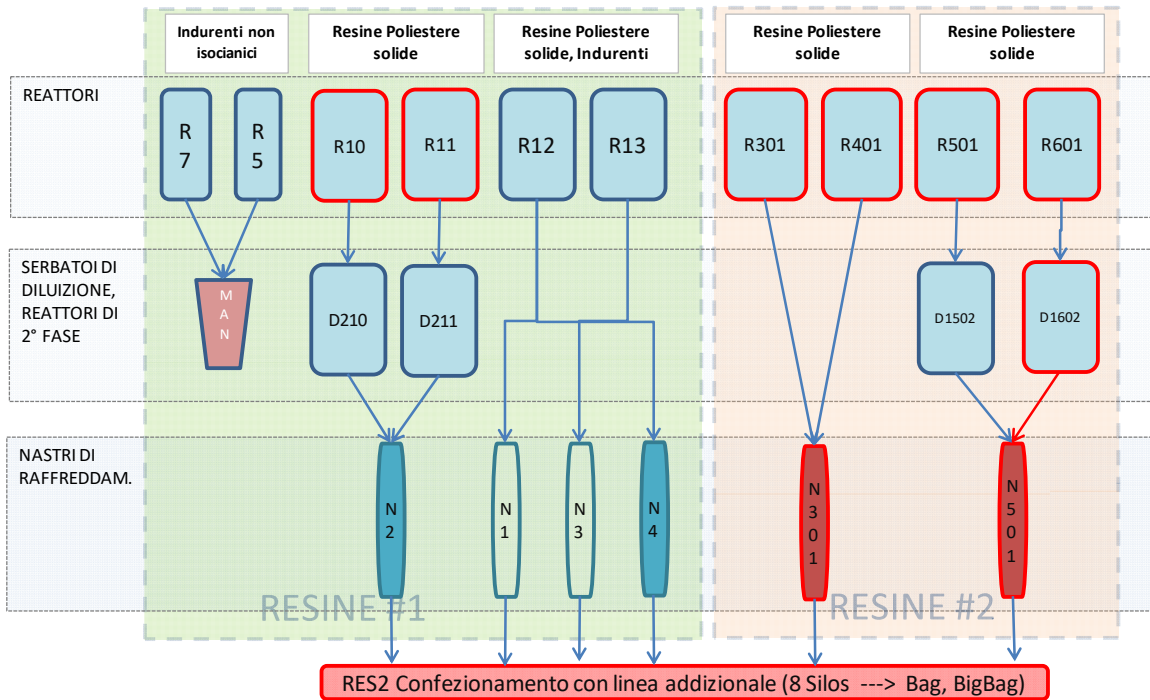 Indurenti non
isocianici
Resine Poliestere
solide
Resine Poliestere
solide, Indurenti
Resine Poliestere
solide
Resine Poliestere
solide
REATTORI
R
7
R
5
R10
R11
R12
R13
R301
R401
R501
R601
SERBATOI DI
DILUIZIONE,
REATTORI DI
2° FASE
M
A
N
D210
D211
D1502
D1602
NASTRI DI
RAFFREDDAM.
N
2
N
1
N
3
N
4
N
3
0
1
N
5
0
1
RESINE #1
RESINE #2
RES2 Confezionamento con linea addizionale (8 Silos ---> Bag, BigBag)